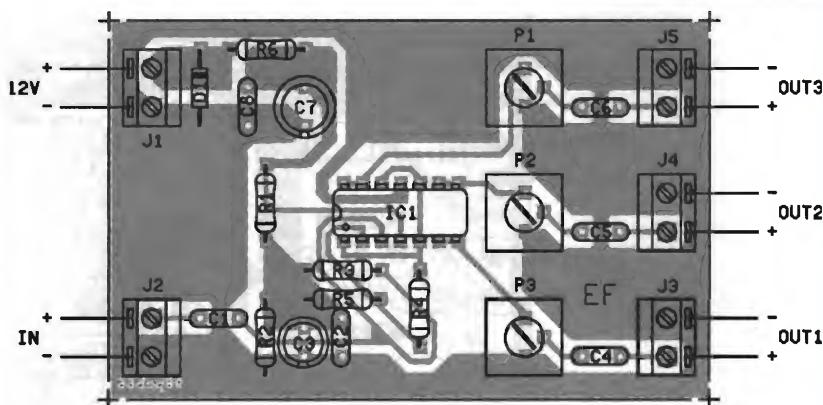 P1
J5
+
R6
-
12V
D1
C8
C7
C6
OUT3
-
+
J1
P2
J4
-
R1
IC1
C5
OUT2
+
J2
R3
P3
EF
J3
+
R5
R4
-
IN
C1
R2
C3
C2
C4
OUT1
-
+